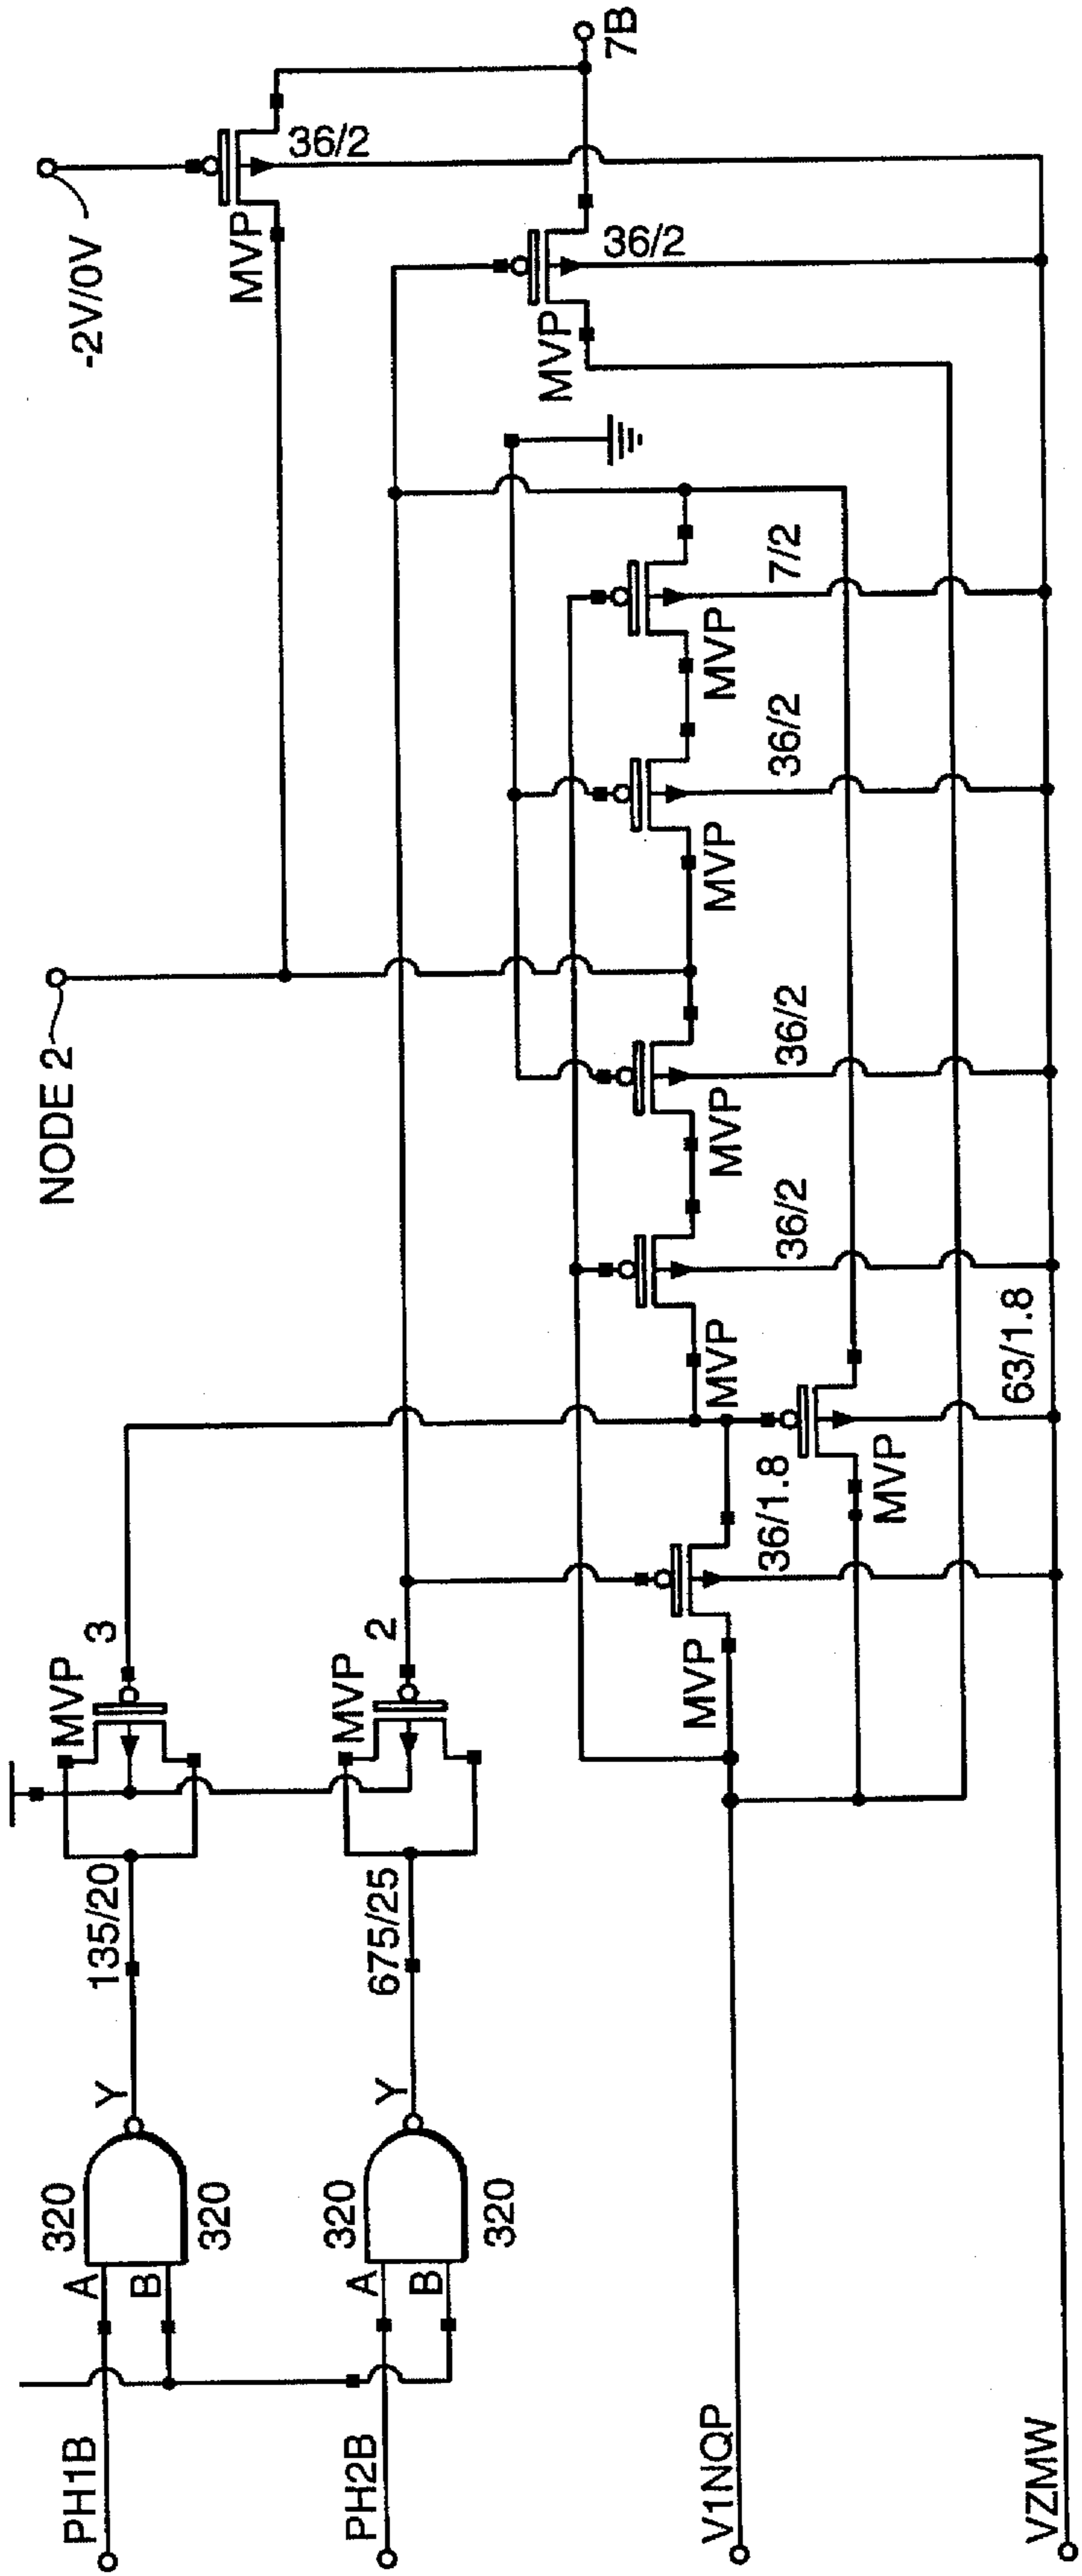 PH1B
A
B
320
320
Y
135/20
MVP
3
NODE 2
-2V/0V
MVP
36/2
7B
PH2B
A
B
320
320
Y
675/25
MVP
2
MVP
36/2
V1NQP
MVP
36/1.8
MVP
36/2
MVP
36/2
MVP
36/2
MVP
7/2
MVP
63/1.8
VZMW